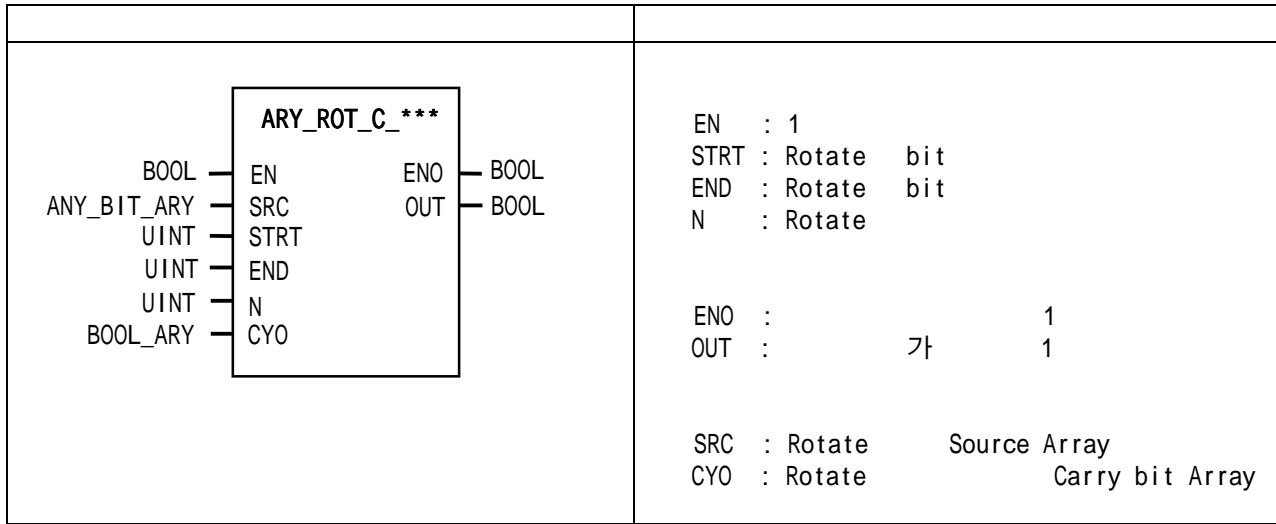 ARY_ROT_C_***
BOOL EN ENO BOOL
ANY_BIT_ARY SRC OUT BOOL
UINT STRT
UINT END
UINT N
BOOL_ARY CYO
EN : 1
STRT : Rotate bit
END : Rotate bit
N : Rotate
ENO : 1
OUT : 가 1
SRC : Rotate Source Array
CYO : Rotate Carry bit Array